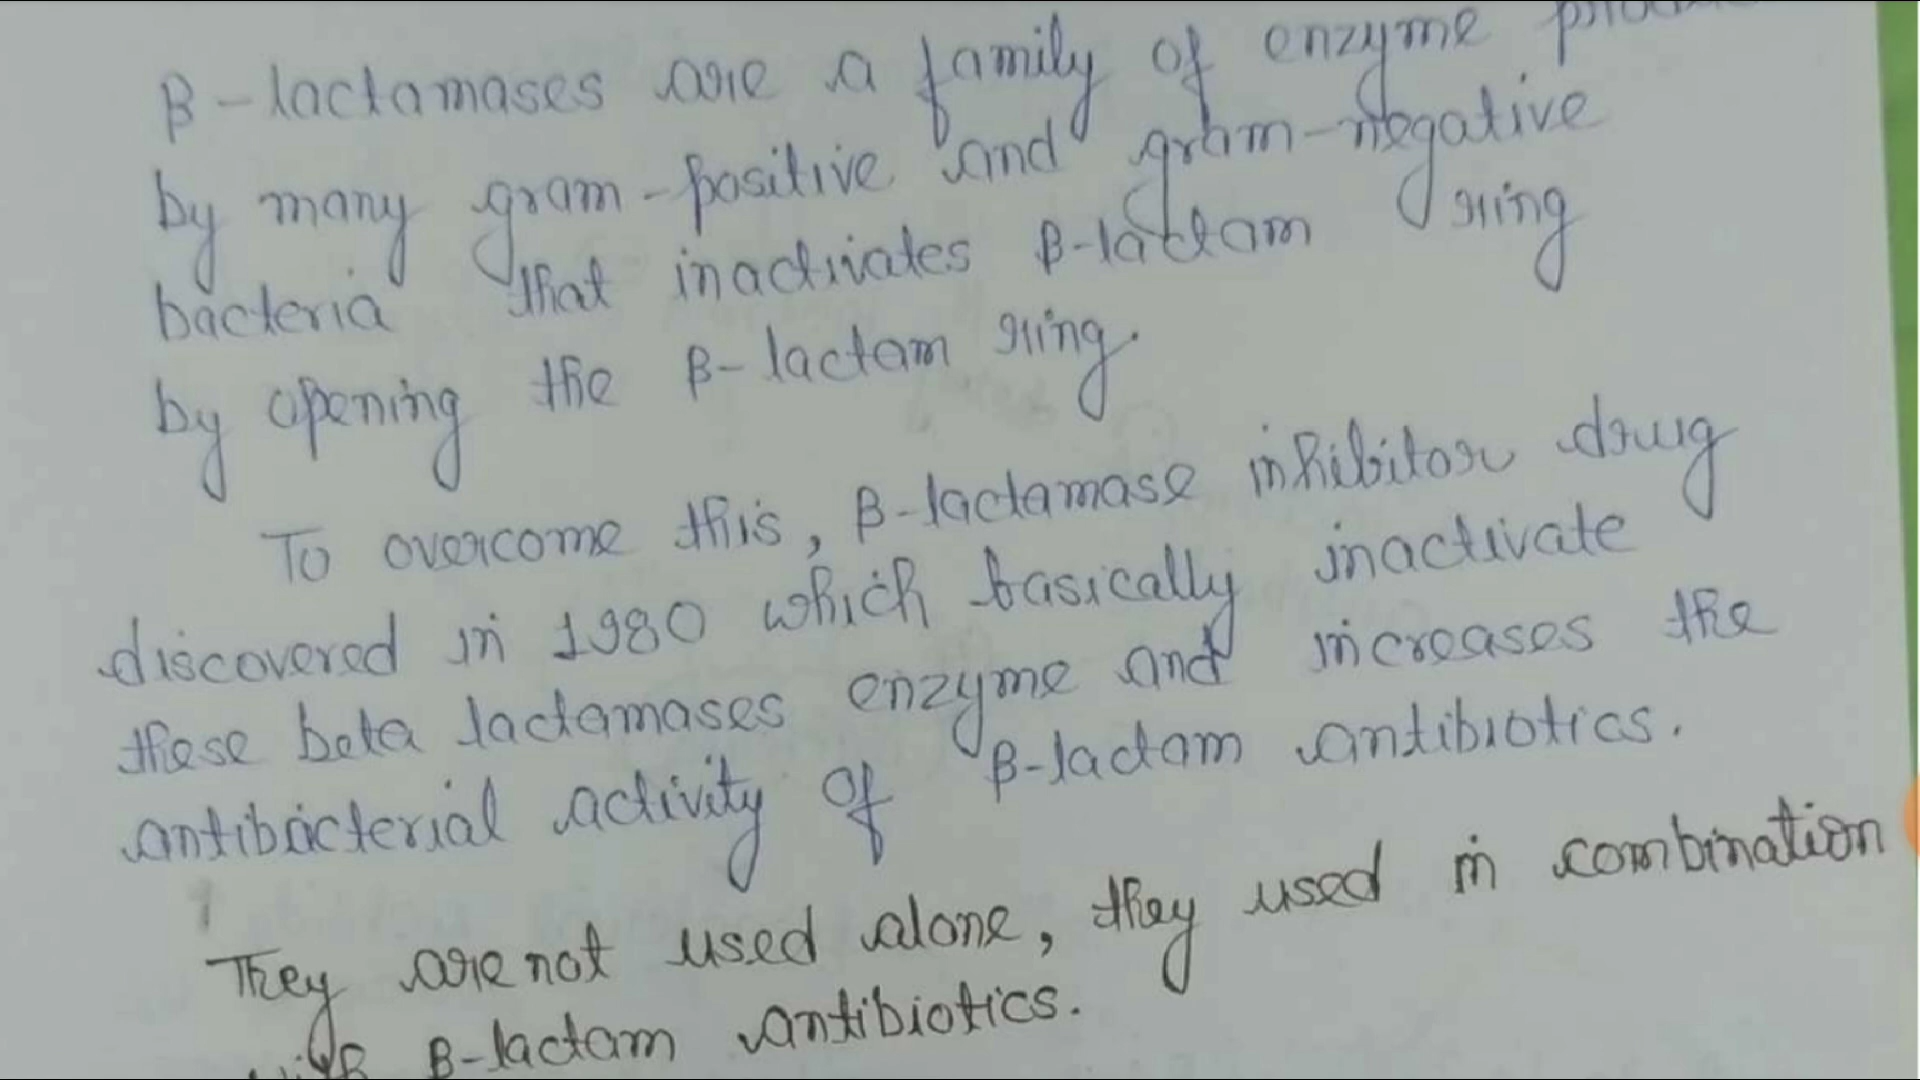 β-lactamases are a family of enzyme
by many gram-positive and gram-negative
bacteria that inactivates β-lactam ring
by opening the β-lactam ring.
To overcome this, β-lactamase inhibitor drug
discovered in 1980 which basically inactivate
these beta lactamases enzyme and increases the
antibacterial activity of β-lactam antibiotics.
They are not used alone, they used in combination
with β-lactam antibiotics.